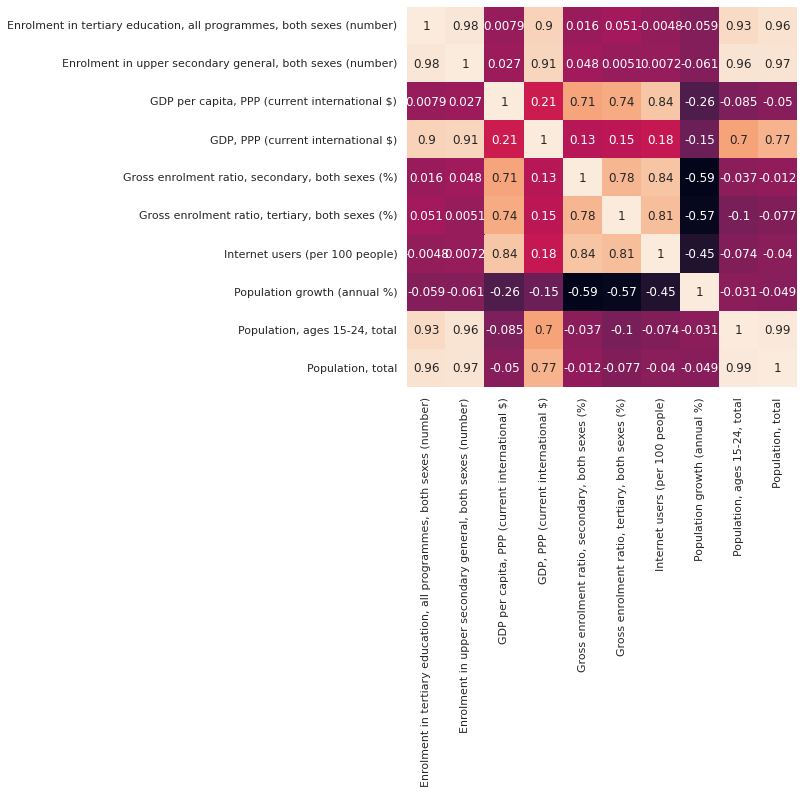 Enrolment in tertiary education, all programmes, both sexes (number) 1 0.98 0.0079 0.9 0.016 0.051 -0.0048 -0.059 0.93 0.96
Enrolment in upper secondary general, both sexes (number) 0.98 1 0.027 0.91 0.048 0.0051 0.0072 -0.061 0.96 0.97
GDP per capita, PPP (current international $) 0.0079 0.027 1 0.21 0.71 0.74 0.84 -0.26 -0.085 -0.05
GDP, PPP (current international $) 0.9 0.91 0.21 1 0.13 0.15 0.18 -0.15 0.7 0.77
Gross enrolment ratio, secondary, both sexes (%) 0.016 0.048 0.71 0.13 1 0.78 0.84 -0.59 -0.037 -0.012
Gross enrolment ratio, tertiary, both sexes (%) 0.051 0.0051 0.74 0.15 0.78 1 0.81 -0.57 -0.1 -0.077
Internet users (per 100 people) -0.0048 0.0072 0.84 0.18 0.84 0.81 1 -0.45 -0.074 -0.04
Population growth (annual %) -0.059 -0.061 -0.26 -0.15 -0.59 -0.57 -0.45 1 -0.031 -0.049
Population, ages 15-24, total 0.93 0.96 -0.085 0.7 -0.037 -0.1 -0.074 -0.031 1 0.99
Population, total 0.96 0.97 -0.05 0.77 -0.012 -0.077 -0.04 -0.049 0.99 1
Enrolment in tertiary education, all programmes, both sexes (number)
Enrolment in upper secondary general, both sexes (number)
GDP per capita, PPP (current international $)
GDP, PPP (current international $)
Gross enrolment ratio, secondary, both sexes (%)
Gross enrolment ratio, tertiary, both sexes (%)
Internet users (per 100 people)
Population growth (annual %)
Population, ages 15-24, total
Population, total